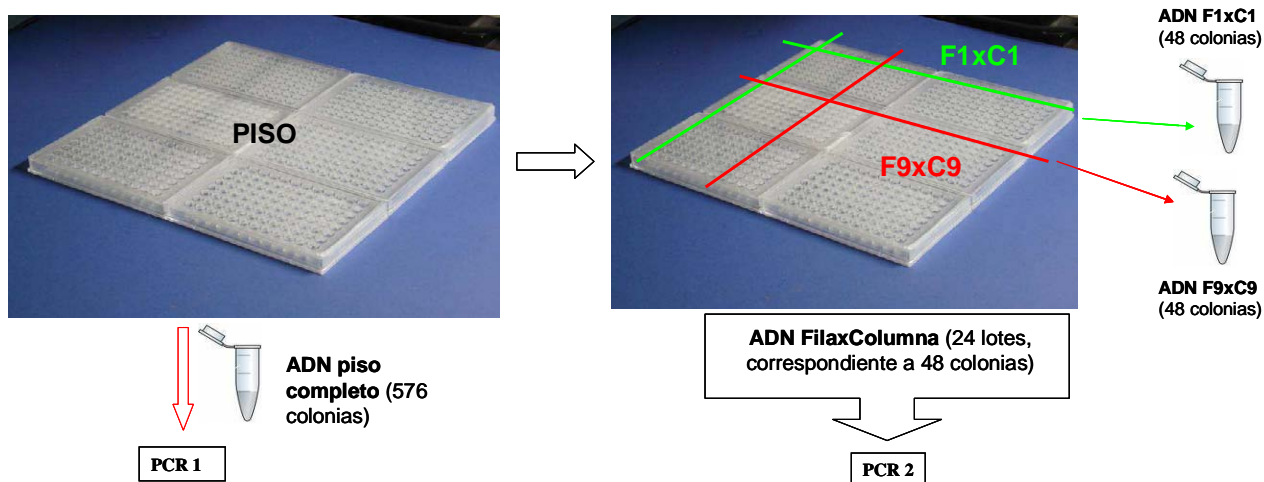 PISO
ADN piso
completo (576
colonias)
PCR 1
F1xC1
F9xC9
ADN F1xC1
(48 colonias)
ADN F9xC9
(48 colonias)
ADN FilaxColumna (24 lotes,
correspondiente a 48 colonias)
PCR 2